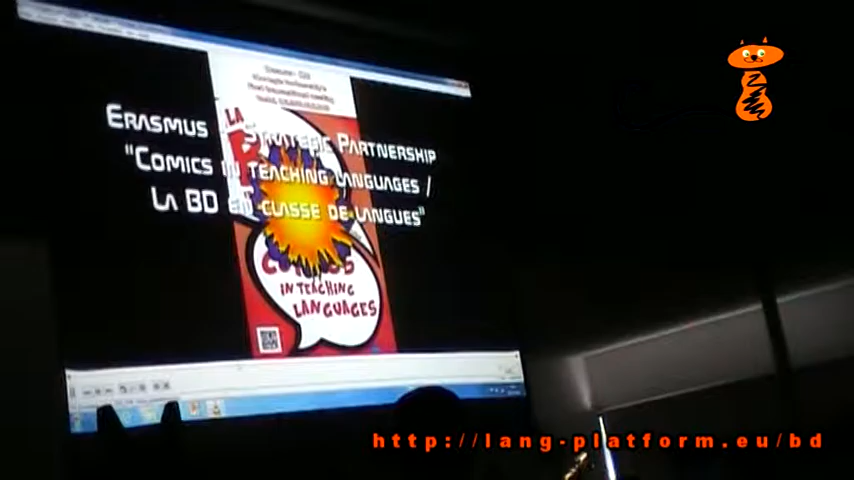 Erasmus + Strategic Partnership
"Comics in teaching languages /
La BD en classe de langues"
LA
IN TEACHING
LANGUAGES
http://lang-platform.eu/bd